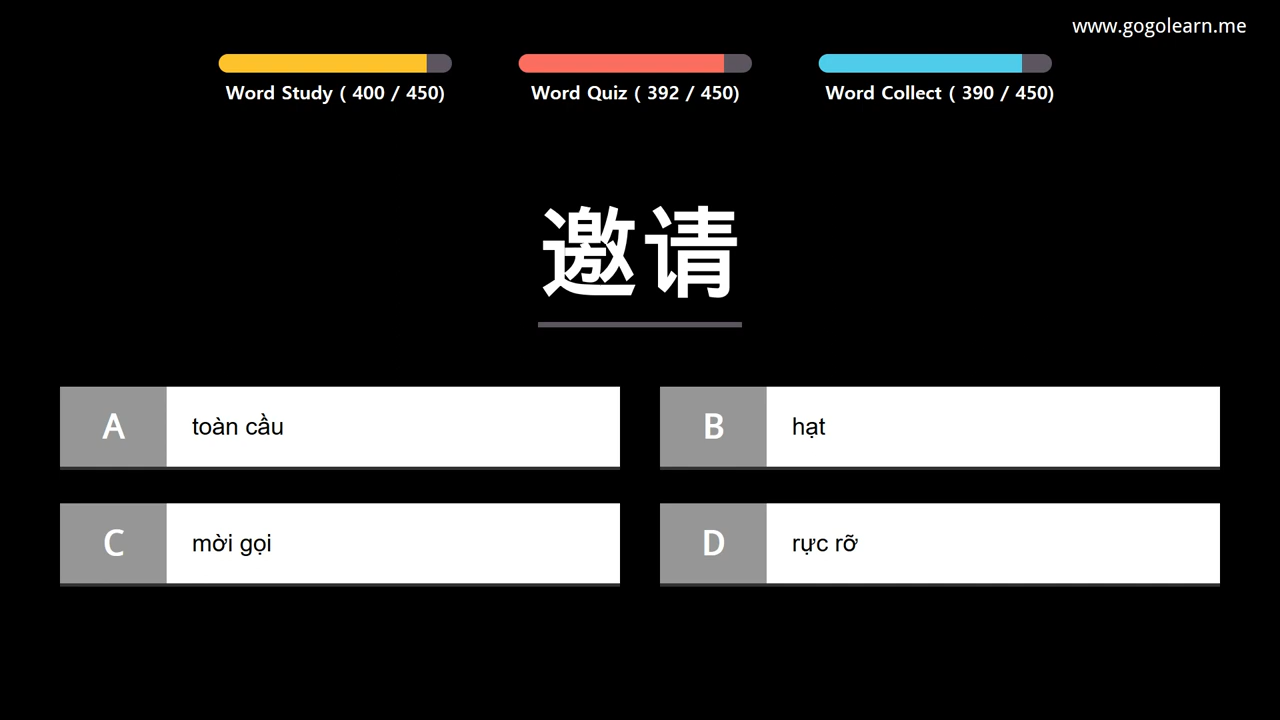 www.gogolearn.me
Word Study ( 400 / 450)
Word Quiz ( 392 / 450)
Word Collect ( 390 / 450)
邀请
A
toàn cầu
B
hạt
C
mời gọi
D
rực rỡ